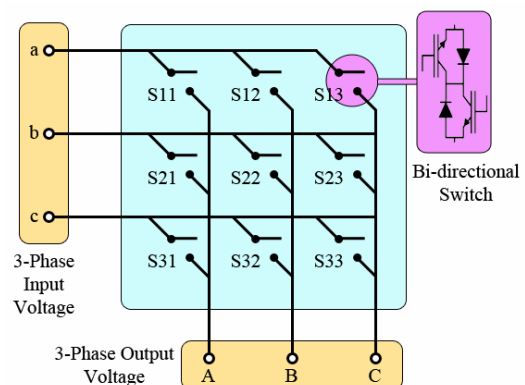 a
S11 S12 S13
b
S21 S22 S23
Bi-directional
Switch
c
S31 S32 S33
3-Phase
Input
Voltage
3-Phase Output
Voltage
A B C